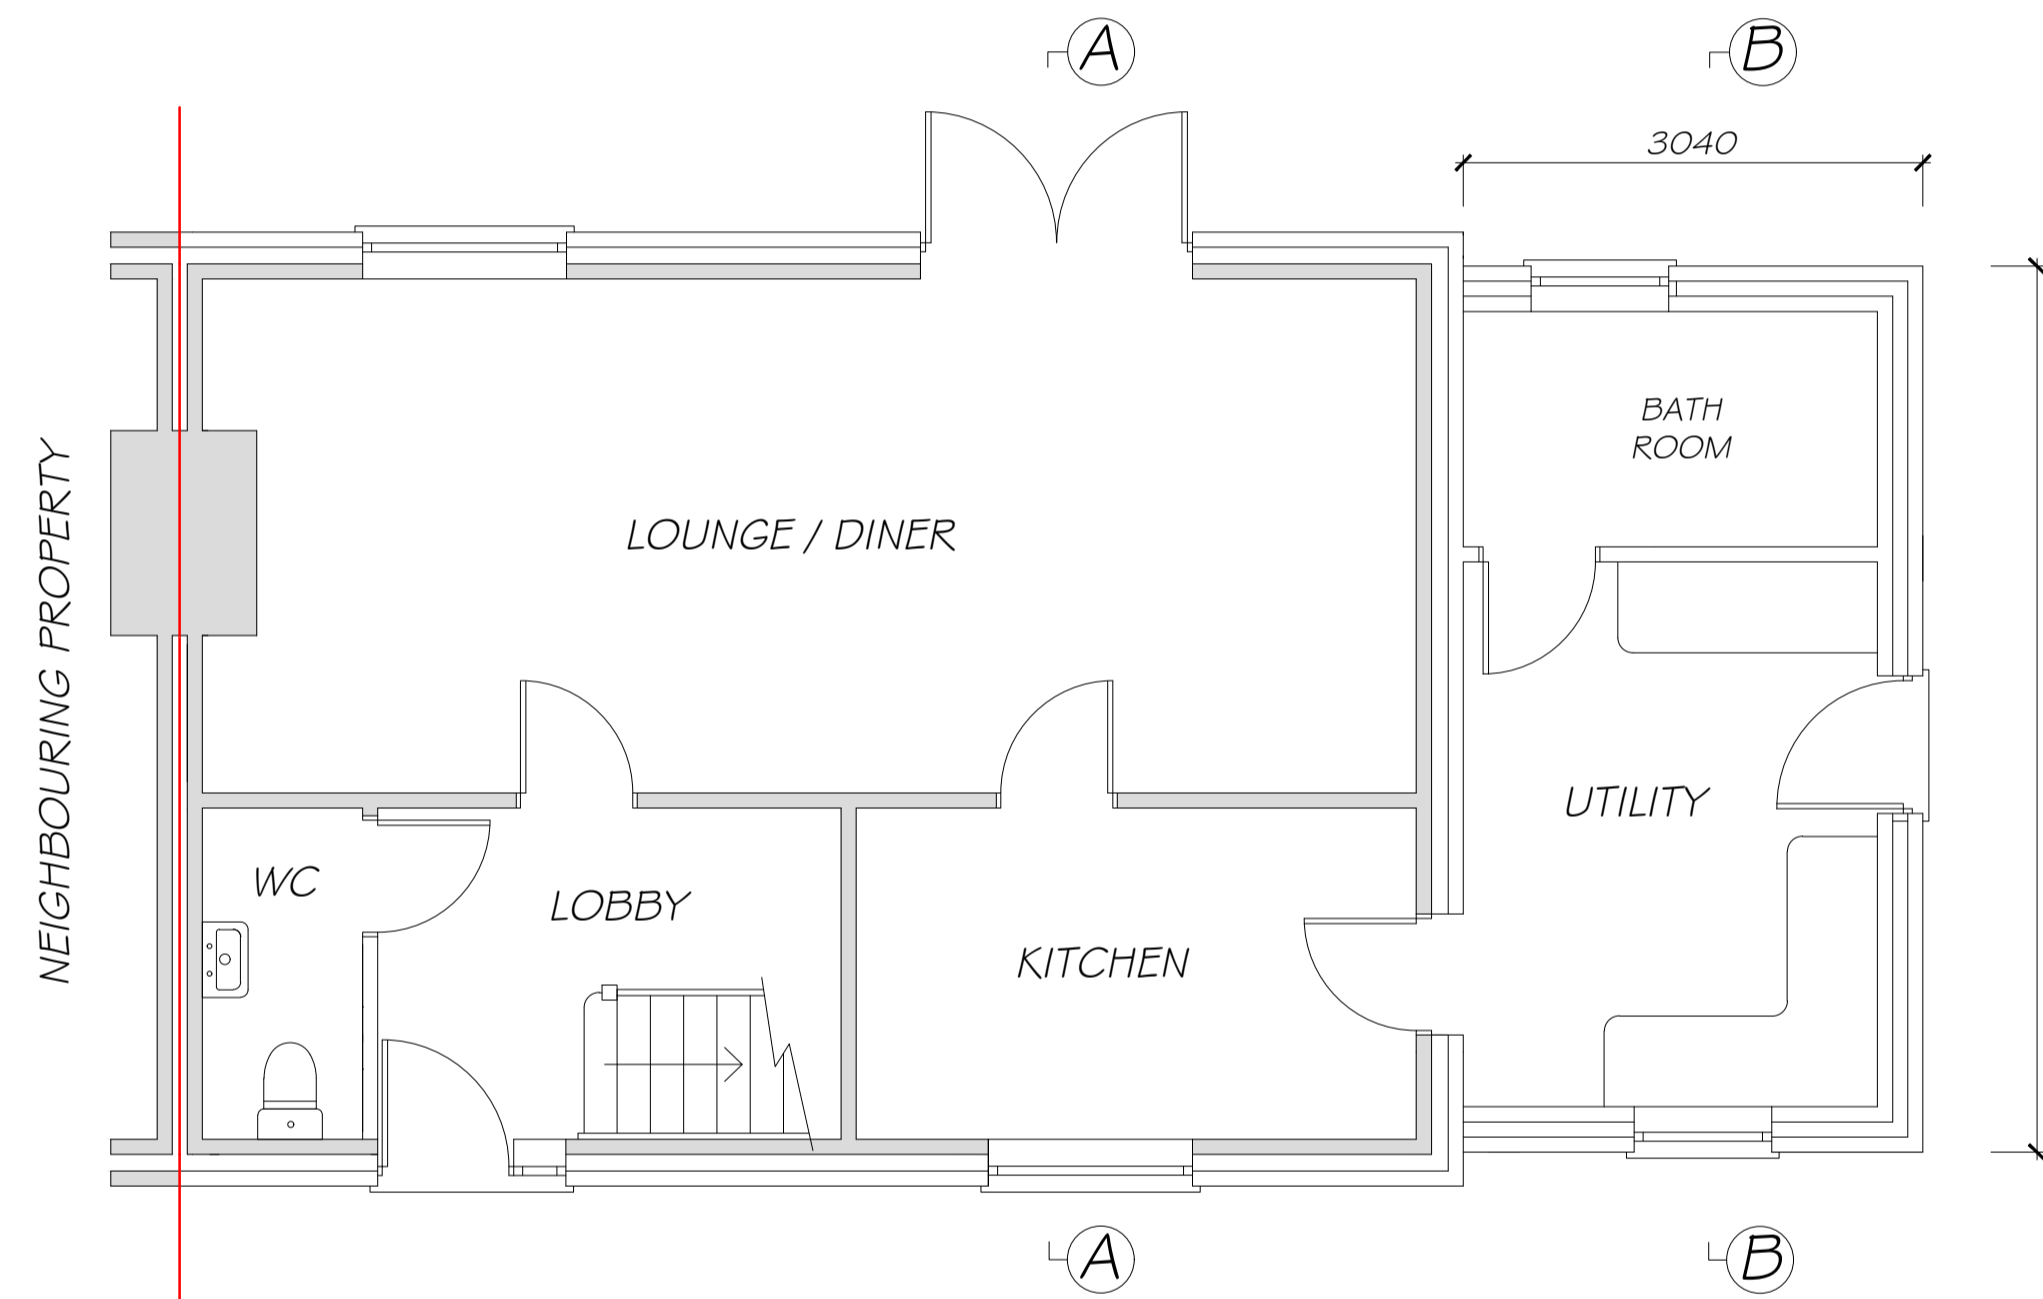 A
B
3040
BATH
ROOM
NEIGHBOURING PROPERTY
LOUNGE / DINER
UTILITY
WC
LOBBY
KITCHEN
A
B